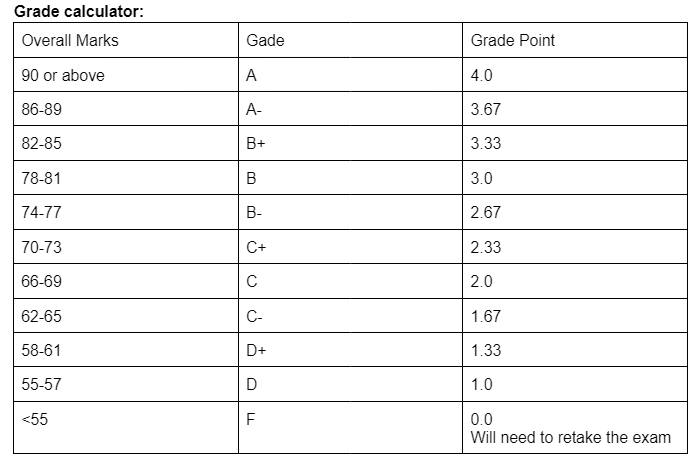 Grade calculator:
Overall Marks Gade Grade Point
90 or above A 4.0
86-89 A- 3.67
82-85 B+ 3.33
78-81 B 3.0
74-77 B- 2.67
70-73 C+ 2.33
66-69 C 2.0
62-65 C- 1.67
58-61 D+ 1.33
55-57 D 1.0
<55 F 0.0
Will need to retake the exam